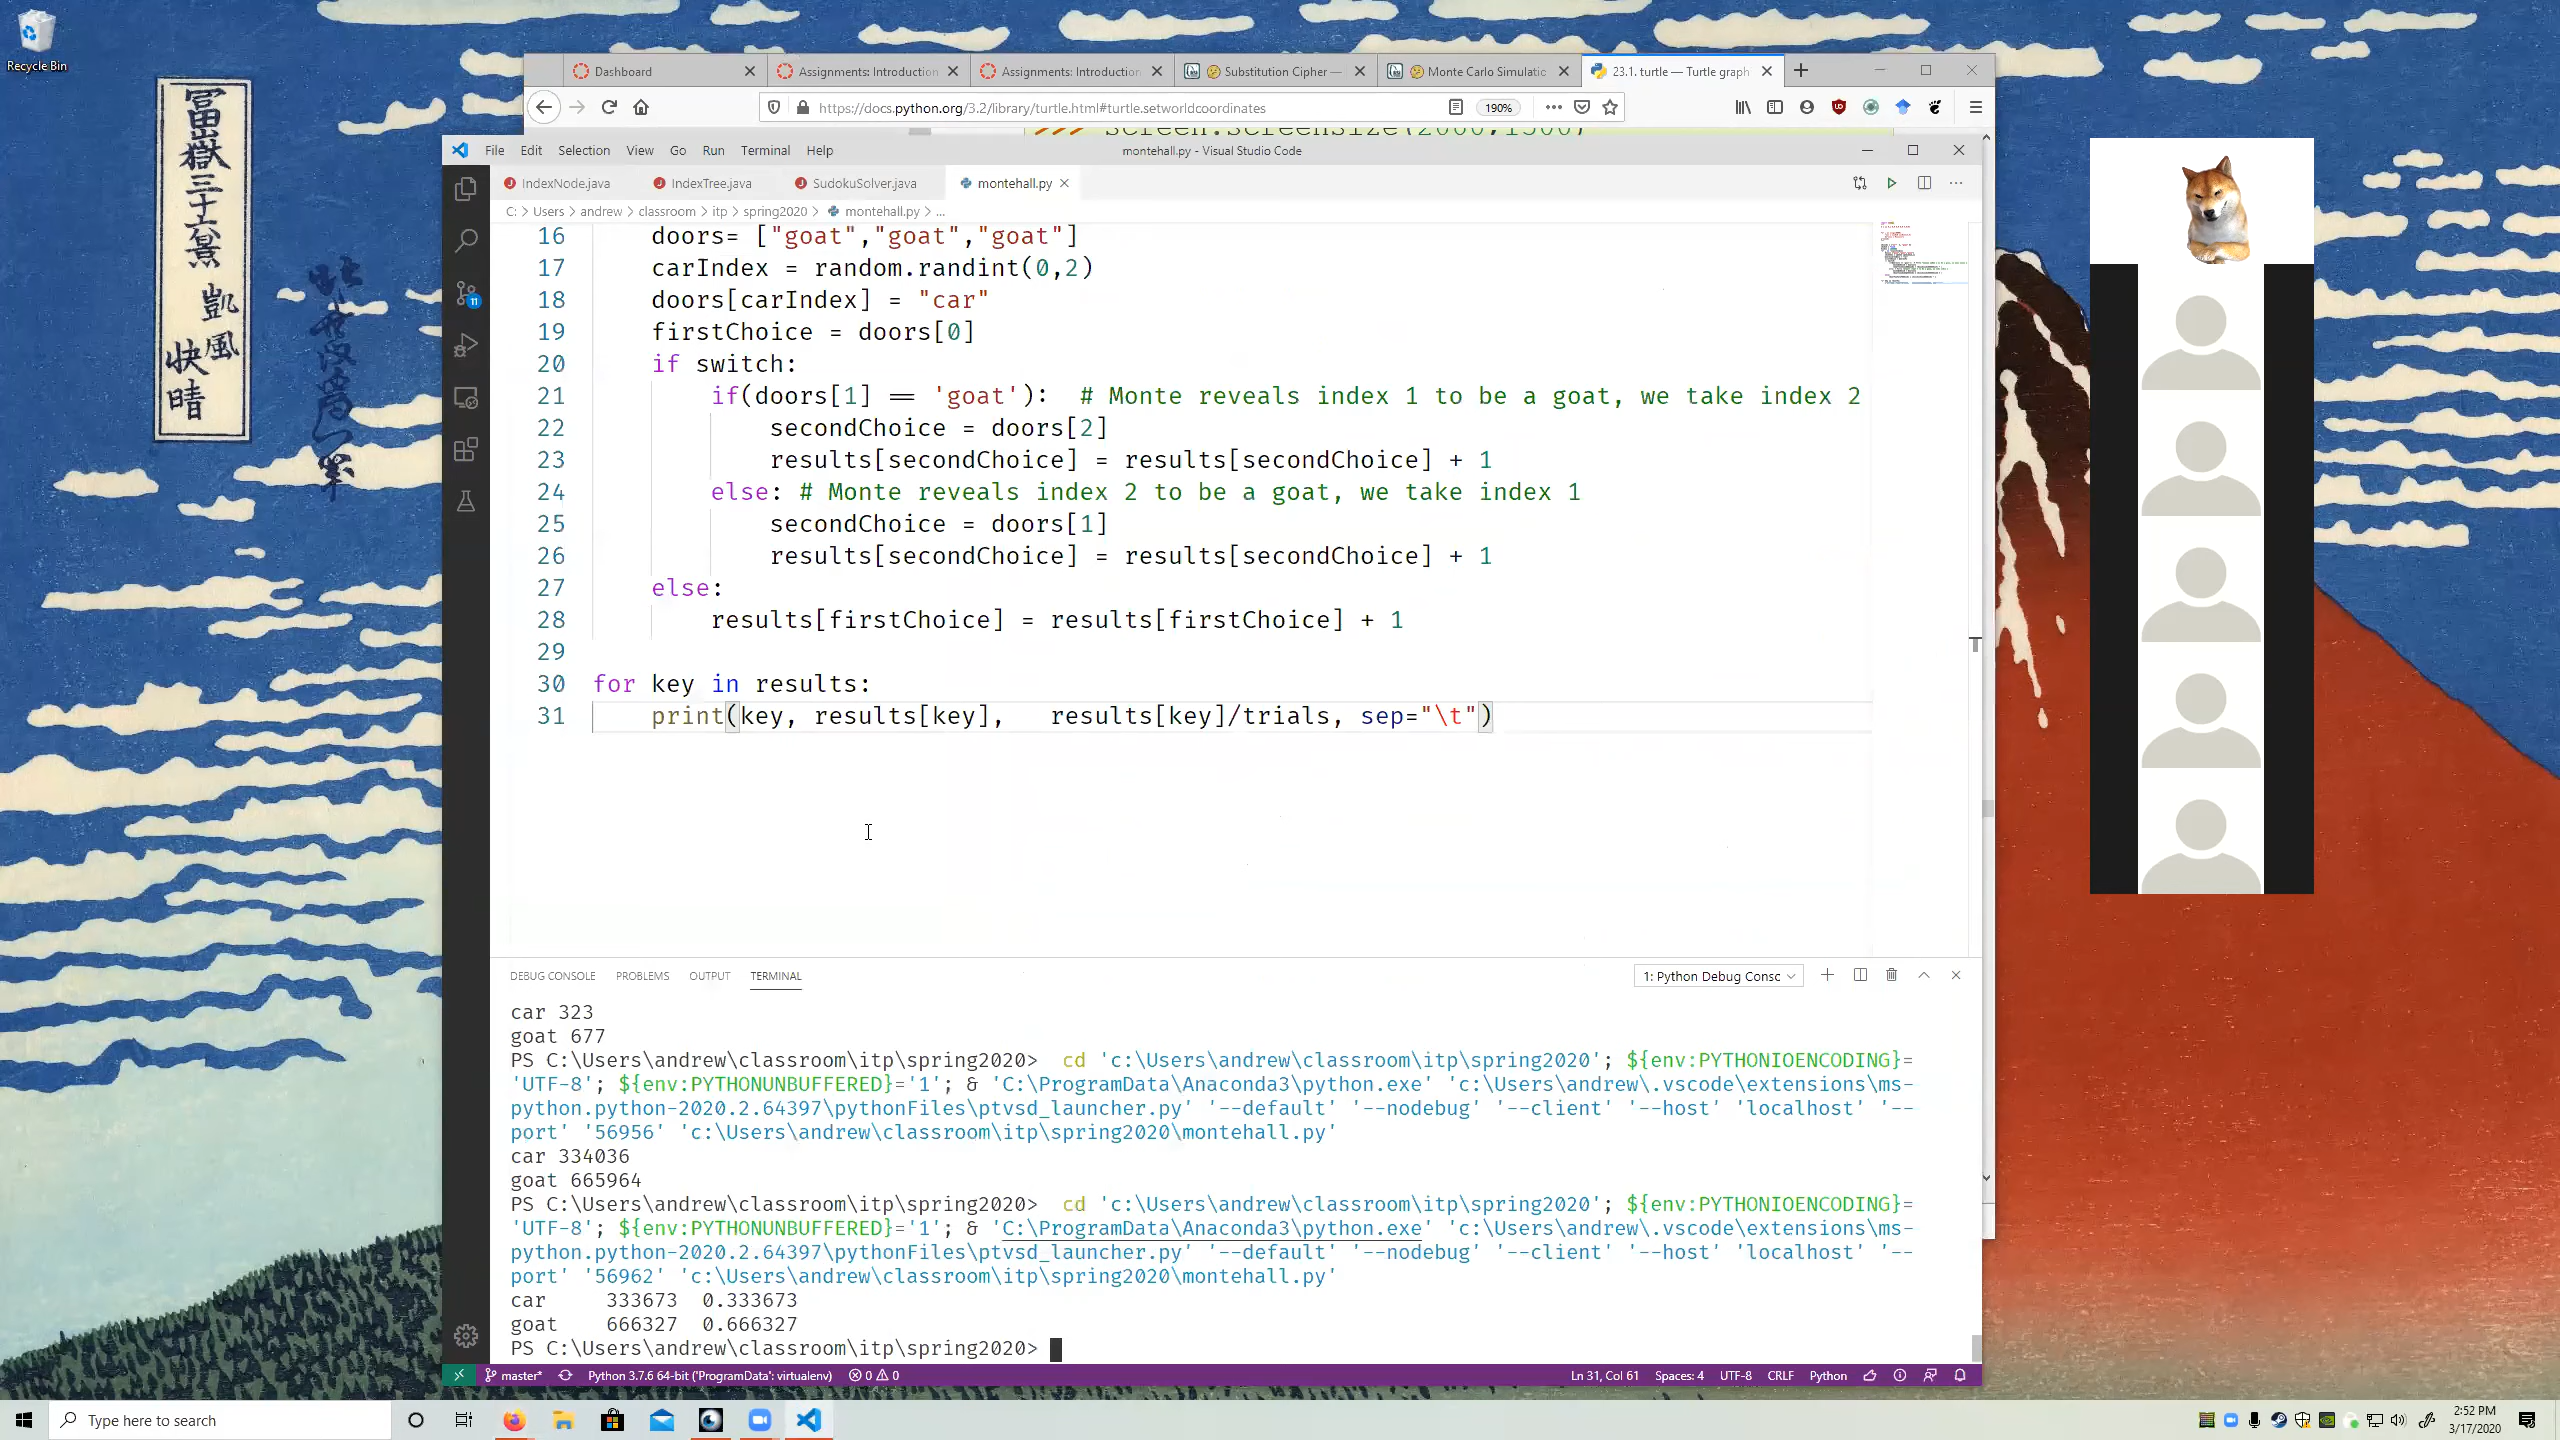 Recycle Bin
冨嶽三十六景
凱風
快晴
Dashboard
Assignments: Introduction
Assignments: Introduction
Substitution Cipher —
Monte Carlo Simulatic
23.1. turtle — Turtle graph
https://docs.python.org/3.2/library/turtle.html#turtle.setworldcoordinates
190%
>>> screen.screensize(2000,1500)
File Edit Selection View Go Run Terminal Help
montehall.py - Visual Studio Code
IndexNode.java
IndexTree.java
SudokuSolver.java
montehall.py
C: > Users > andrew > classroom > itp > spring2020 > montehall.py > ...
11
16 doors= ["goat","goat","goat"]
17 carIndex = random.randint(0,2)
18 doors[carIndex] = "car"
19 firstChoice = doors[0]
20 if switch:
21 if(doors[1] == 'goat'): # Monte reveals index 1 to be a goat, we take index 2
22 secondChoice = doors[2]
23 results[secondChoice] = results[secondChoice] + 1
24 else: # Monte reveals index 2 to be a goat, we take index 1
25 secondChoice = doors[1]
26 results[secondChoice] = results[secondChoice] + 1
27 else:
28 results[firstChoice] = results[firstChoice] + 1
29
30 for key in results:
31 print(key, results[key],   results[key]/trials, sep="\t")
DEBUG CONSOLE PROBLEMS OUTPUT TERMINAL
1: Python Debug Consc
car 323
goat 677
PS C:\Users\andrew\classroom\itp\spring2020>  cd 'c:\Users\andrew\classroom\itp\spring2020'; ${env:PYTHONIOENCODING}=
'UTF-8'; ${env:PYTHONUNBUFFERED}='1'; & 'C:\ProgramData\Anaconda3\python.exe' 'c:\Users\andrew\.vscode\extensions\ms-
python.python-2020.2.64397\pythonFiles\ptvsd_launcher.py' '--default' '--nodebug' '--client' '--host' 'localhost' '--
port' '56956' 'c:\Users\andrew\classroom\itp\spring2020\montehall.py'
car 334036
goat 665964
PS C:\Users\andrew\classroom\itp\spring2020>  cd 'c:\Users\andrew\classroom\itp\spring2020'; ${env:PYTHONIOENCODING}=
'UTF-8'; ${env:PYTHONUNBUFFERED}='1'; & 'C:\ProgramData\Anaconda3\python.exe' 'c:\Users\andrew\.vscode\extensions\ms-
python.python-2020.2.64397\pythonFiles\ptvsd_launcher.py' '--default' '--nodebug' '--client' '--host' 'localhost' '--
port' '56962' 'c:\Users\andrew\classroom\itp\spring2020\montehall.py'
car     333673  0.333673
goat    666327  0.666327
PS C:\Users\andrew\classroom\itp\spring2020>
master* Python 3.7.6 64-bit ('ProgramData': virtualenv) 0 0 Ln 31, Col 61 Spaces: 4 UTF-8 CRLF Python
Type here to search
2:52 PM
3/17/2020